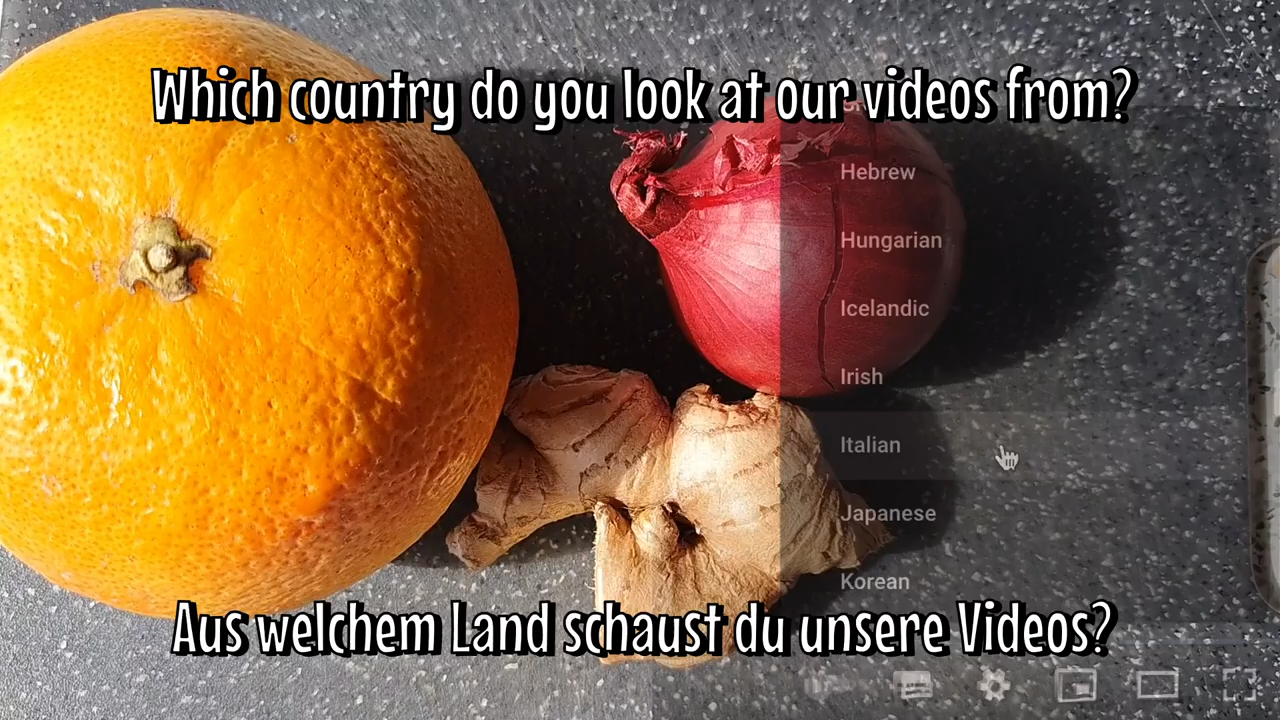 Which country do you look at our videos from?
Hebrew
Hungarian
Icelandic
Irish
Italian
Japanese
Korean
Aus welchem Land schaust du unsere Videos?